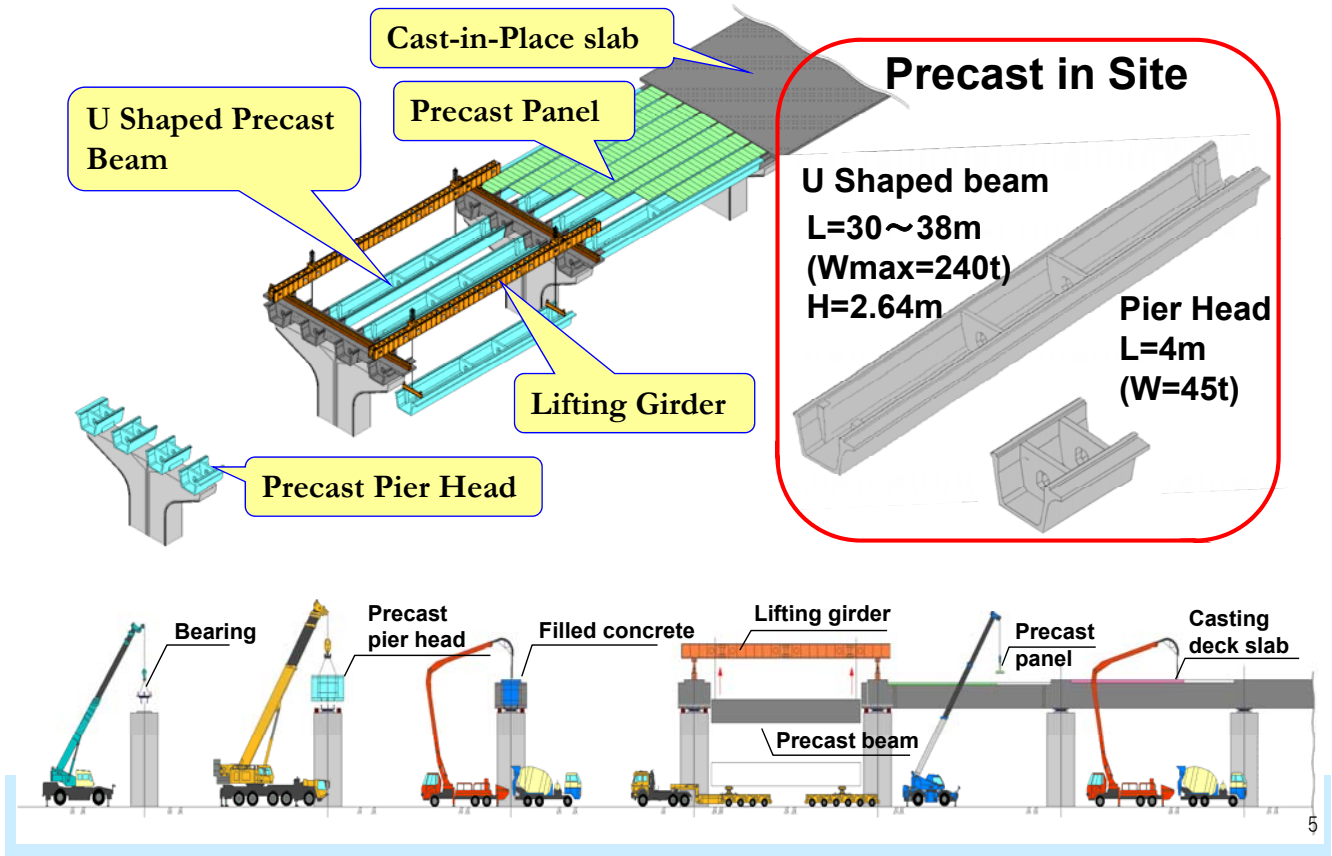 Cast-in-Place slab
Precast Panel
U Shaped Precast
Beam
Lifting Girder
Precast Pier Head
Precast in Site
U Shaped beam
L=30～38m
(Wmax=240t)
H=2.64m
Pier Head
L=4m
(W=45t)
Bearing
Precast
pier head
Filled concrete
Lifting girder
Precast beam
Precast
panel
Casting
deck slab
5